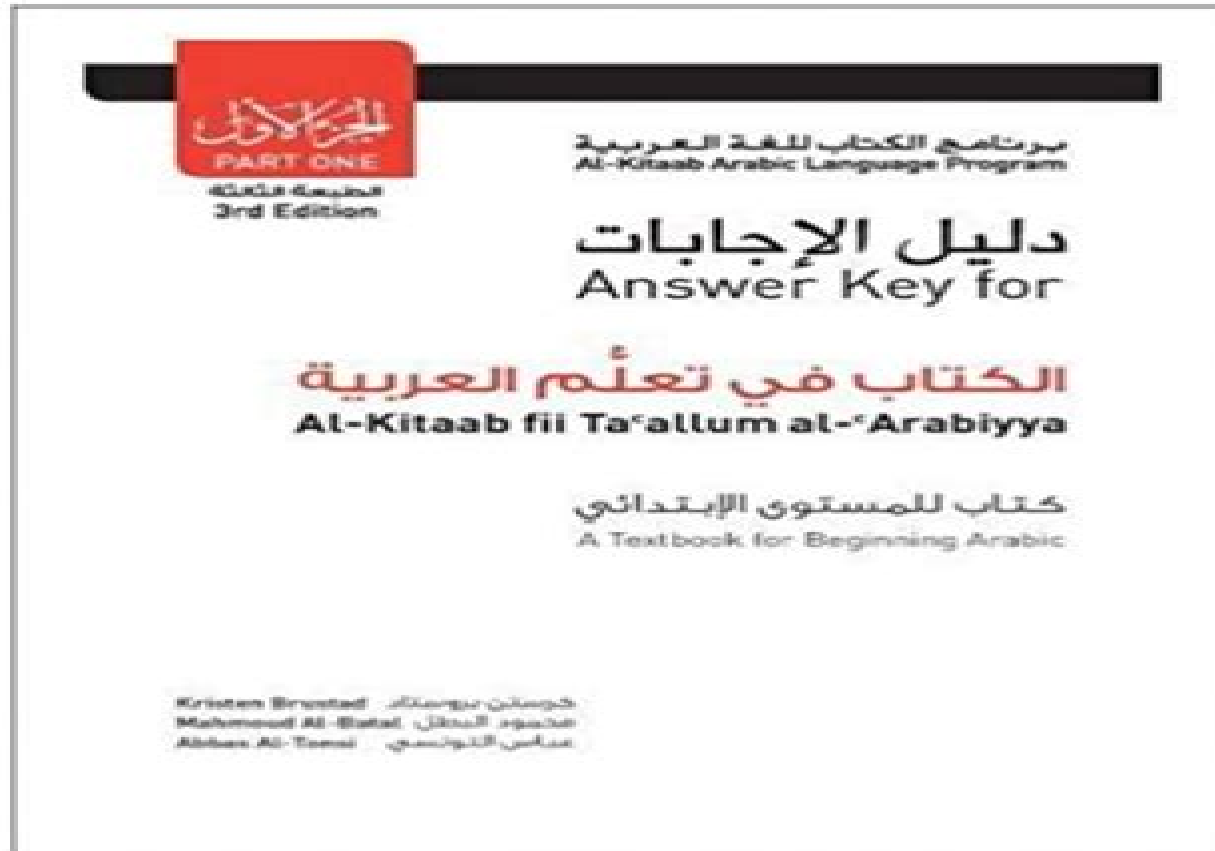 الجزء الأول
PART ONE
الطبعة الثالثة
3rd Edition
برنامج الكتاب للغة العربية
Al-Kitaab Arabic Language Program
دليل الإجابات
Answer Key for
الكتاب في تعلّم العربية
Al-Kitaab fii Taʿallum al-ʿArabiyya
كتاب للمستوى الإبتدائي
A Textbook for Beginning Arabic
Kristen Brustad كرستن بروستاد
Mahmoud Al-Batal محمود البطل
Abbas Al-Tonsi عباس التونسي